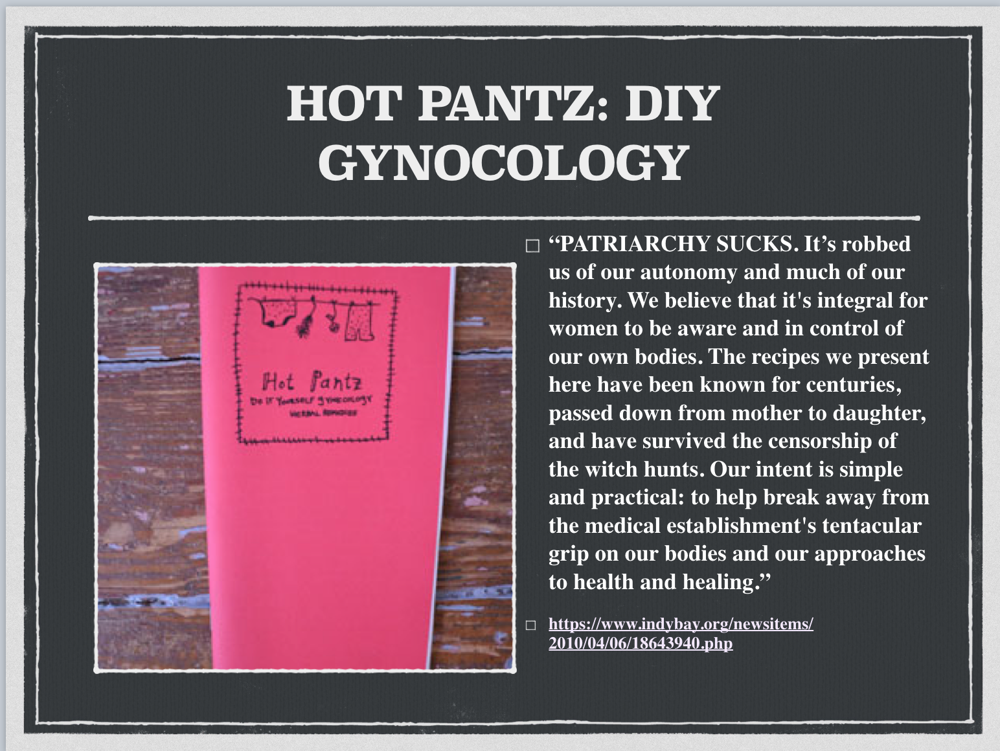 HOT PANTZ: DIY
GYNOCOLOGY
Hot Pantz
Do It Yourself Gynecology
Herbal Remedies
“PATRIARCHY SUCKS. It’s robbed
us of our autonomy and much of our
history. We believe that it's integral for
women to be aware and in control of
our own bodies. The recipes we present
here have been known for centuries,
passed down from mother to daughter,
and have survived the censorship of
the witch hunts. Our intent is simple
and practical: to help break away from
the medical establishment's tentacular
grip on our bodies and our approaches
to health and healing.”
https://www.indybay.org/newsitems/
2010/04/06/18643940.php